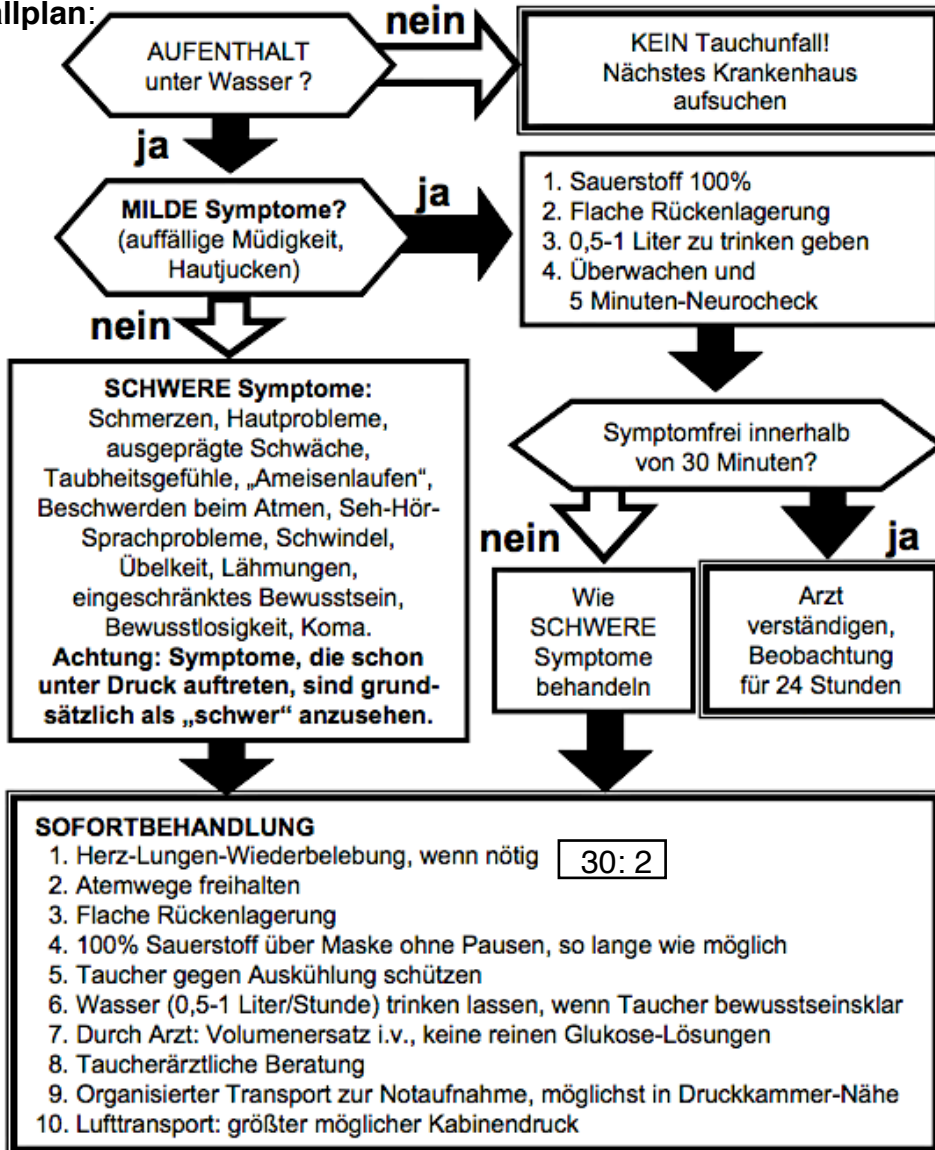 allplan:
AUFENTHALT
unter Wasser ?
nein
KEIN Tauchunfall!
Nächstes Krankenhaus
aufsuchen
ja
MILDE Symptome?
(auffällige Müdigkeit,
Hautjucken)
ja
1. Sauerstoff 100%
2. Flache Rückenlagerung
3. 0,5-1 Liter zu trinken geben
4. Überwachen und
5 Minuten-Neurocheck
nein
SCHWERE Symptome:
Schmerzen, Hautprobleme,
ausgeprägte Schwäche,
Taubheitsgefühle, „Ameisenlaufen“,
Beschwerden beim Atmen, Seh-Hör-
Sprachprobleme, Schwindel,
Übelkeit, Lähmungen,
eingeschränktes Bewusstsein,
Bewusstlosigkeit, Koma.
Achtung: Symptome, die schon
unter Druck auftreten, sind grund-
sätzlich als „schwer“ anzusehen.
Symptomfrei innerhalb
von 30 Minuten?
nein
ja
Wie
SCHWERE
Symptome
behandeln
Arzt
verständigen,
Beobachtung
für 24 Stunden
SOFORTBEHANDLUNG
1. Herz-Lungen-Wiederbelebung, wenn nötig 30: 2
2. Atemwege freihalten
3. Flache Rückenlagerung
4. 100% Sauerstoff über Maske ohne Pausen, so lange wie möglich
5. Taucher gegen Auskühlung schützen
6. Wasser (0,5-1 Liter/Stunde) trinken lassen, wenn Taucher bewusstseinsklar
7. Durch Arzt: Volumenersatz i.v., keine reinen Glukose-Lösungen
8. Taucherärztliche Beratung
9. Organisierter Transport zur Notaufnahme, möglichst in Druckkammer-Nähe
10. Lufttransport: größter möglicher Kabinendruck